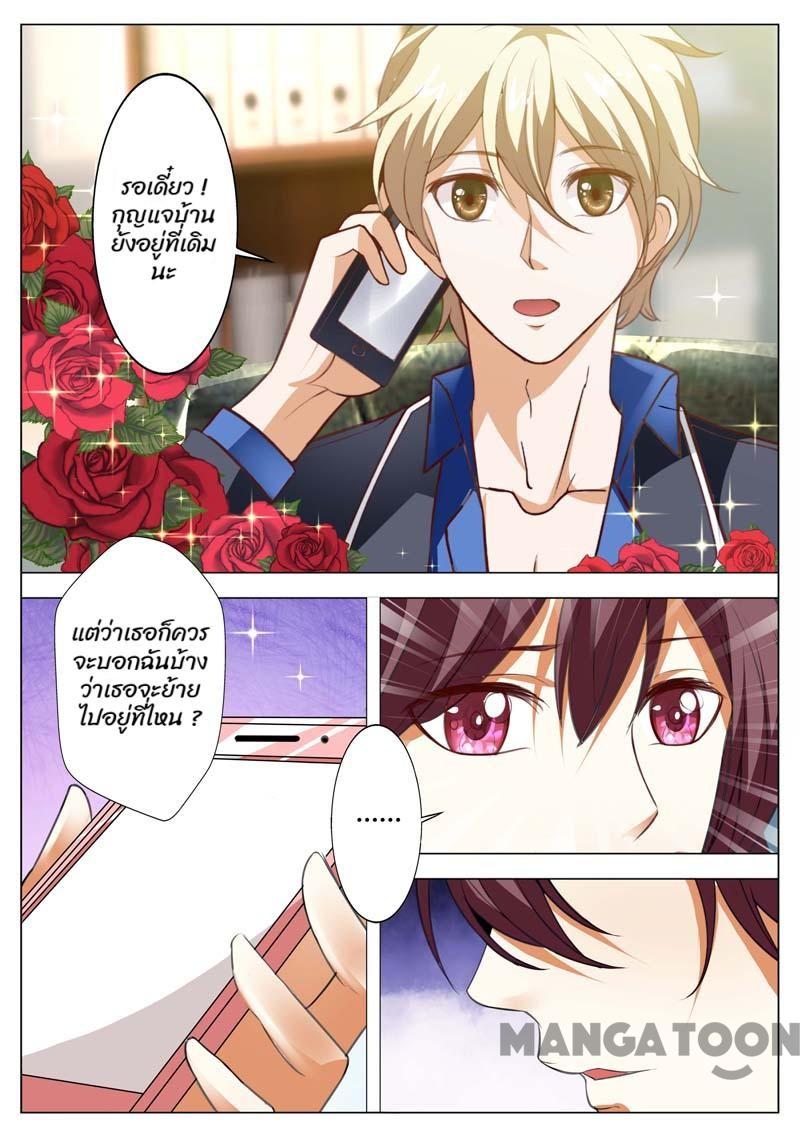 รอเดี๋ยว !
กุญแจบ้าน
ยังอยู่ที่เดิม
นะ
แต่ว่าเธอก็ควร
จะบอกฉันบ้าง
ว่าเธอจะย้าย
ไปอยู่ที่ไหน ?
......
MANGATOON